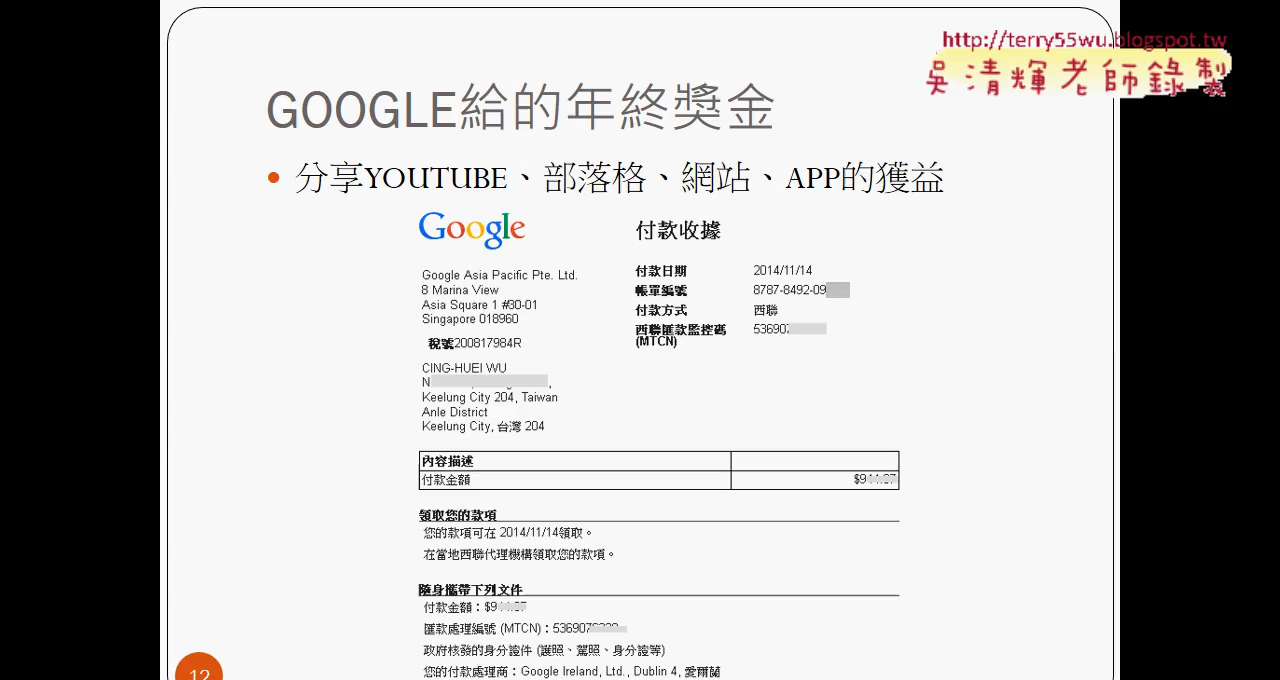 http://terry55wu.blogspot.tw
吳清輝老師錄製
GOOGLE給的年終獎金
• 分享YOUTUBE、部落格、網站、APP的獲益
Google
付款收據
Google Asia Pacific Pte. Ltd.
8 Marina View
Asia Square 1 #30-01
Singapore 018960
稅號200817984R
付款日期 2014/11/14
帳單編號 8787-8492-09
付款方式 西聯
西聯匯款監控碼 53690
(MTCN)
CING-HUEI WU
N
Keelung City 204, Taiwan
Anle District
Keelung City, 台灣 204
內容描述
付款金額 $9
領取您的款項
您的款項可在 2014/11/14領取。
在當地西聯代理機構領取您的款項。
隨身攜帶下列文件
付款金額：$9
匯款處理編號 (MTCN)：536907
政府核發的身分證件 (護照、駕照、身分證等)
您的付款處理商：Google Ireland, Ltd., Dublin 4, 愛爾蘭
12